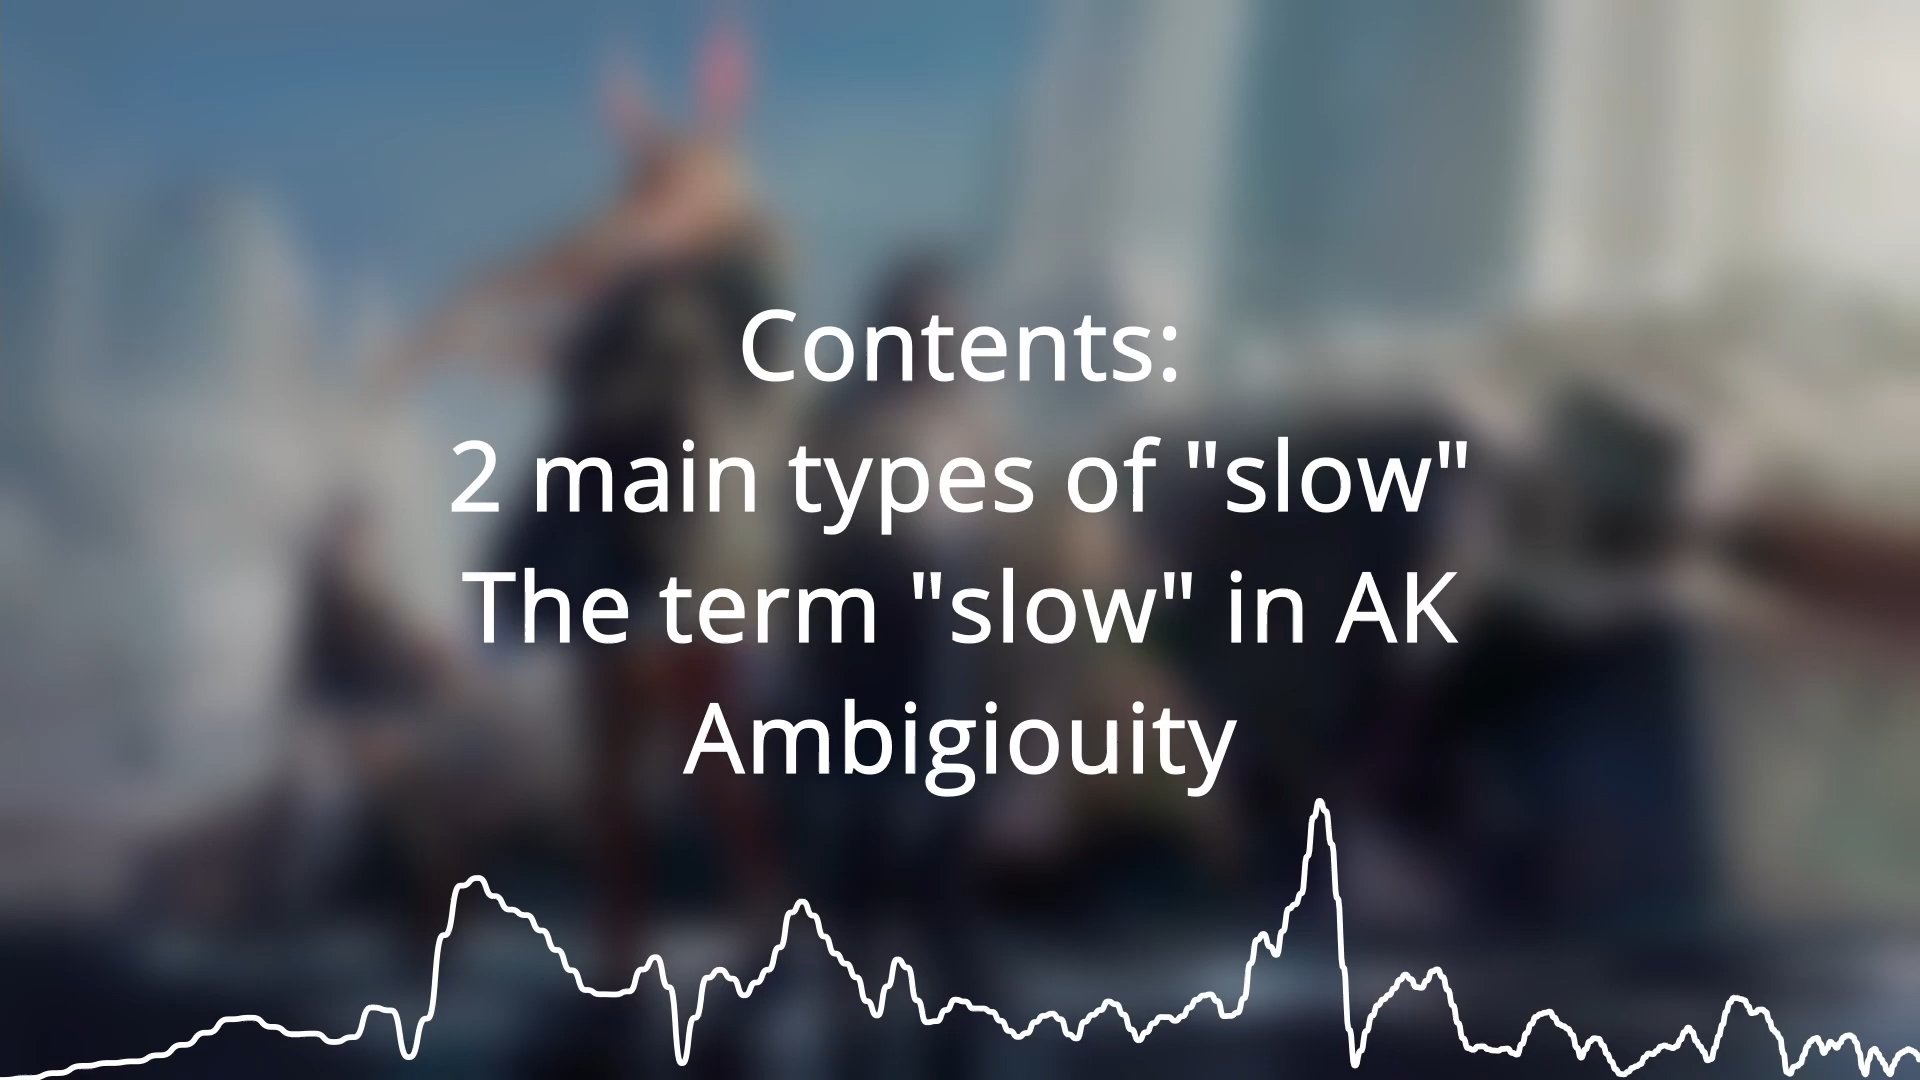 Contents:
2 main types of "slow"
The term "slow" in AK
Ambigiouity